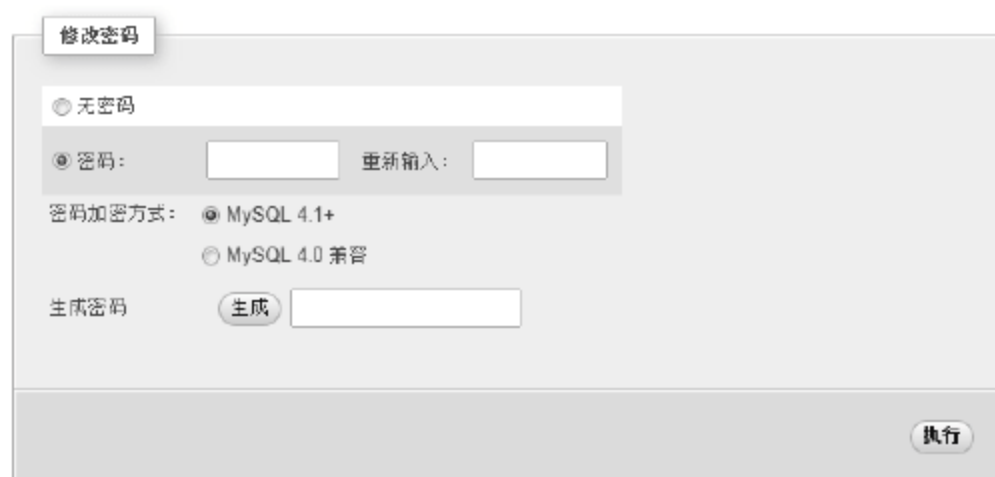 修改密码
无密码
密码： 重新输入：
密码加密方式： MySQL 4.1+
MySQL 4.0 兼容
生成密码 生成
执行